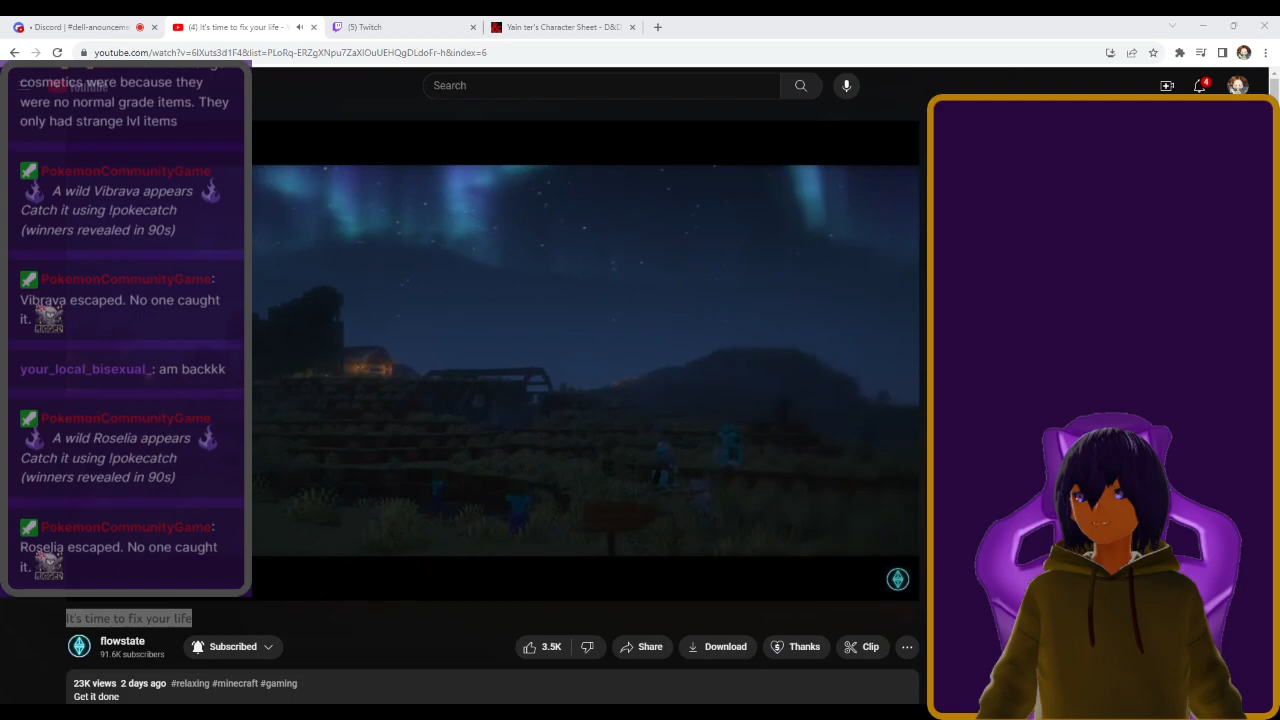 Discord | #dell-anounceme
(4) It's time to fix your life -
(5) Twitch
Yain ter's Character Sheet - D&D
youtube.com/watch?v=6lXuts3d1F4&list=PLoRq-ERZgXNpu7ZaXlOuUEHQgDLdoFr-h&index=6
Search
4
cosmetics were because they
were no normal grade items. They
only had strange lvl items
PokemonCommunityGame
A wild Vibrava appears
Catch it using !pokecatch
(winners revealed in 90s)
PokemonCommunityGame:
Vibrava escaped. No one caught
it.
RIGGED
your_local_bisexual_: am backkk
PokemonCommunityGame
A wild Roselia appears
Catch it using !pokecatch
(winners revealed in 90s)
PokemonCommunityGame:
Roselia escaped. No one caught
it.
RIGGED
It's time to fix your life
flowstate
91.6K subscribers
Subscribed
3.5K
Share
Download
Thanks
Clip
23K views 2 days ago #relaxing #minecraft #gaming
Get it done